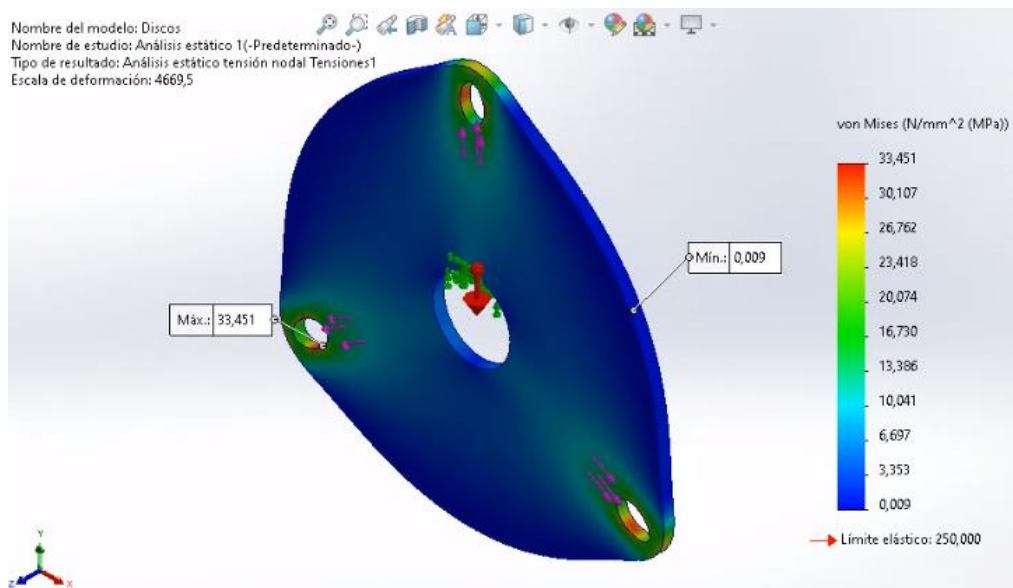 Nombre del modelo: Discos
Nombre de estudio: Análisis estático 1(-Predeterminado-)
Tipo de resultado: Análisis estático tensión nodal Tensiones1
Escala de deformación: 4669,5
von Mises (N/mm^2 (MPa))
33,451
30,107
26,762
23,418
20,074
16,730
13,386
10,041
6,697
3,353
0,009
Límite elástico: 250,000
Mín.: 0,009
Máx.: 33,451
Y
Z
X